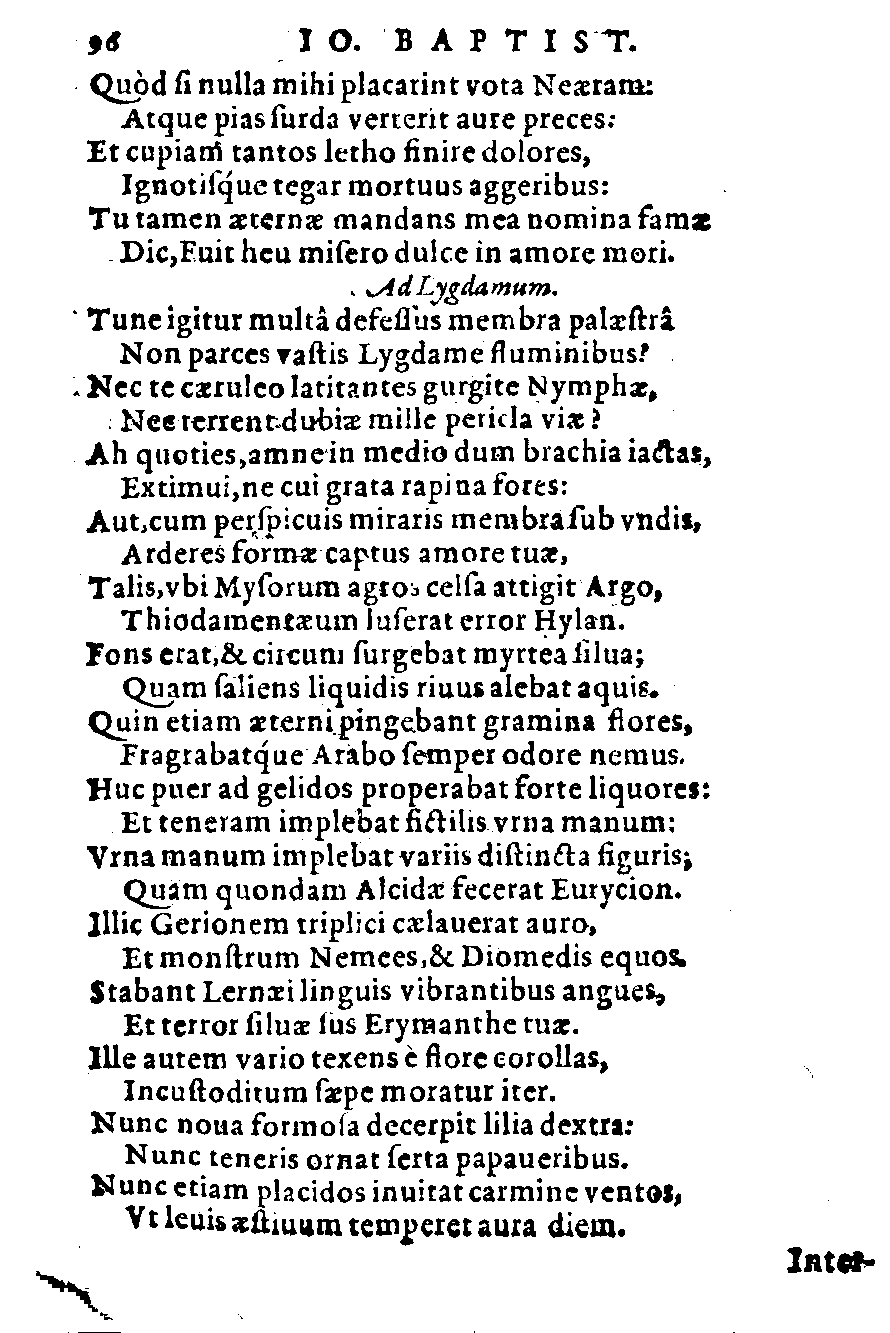 96 IO. BAPTIST.
Quòd ſi nulla mihi placarint vota Neæram:
Atque pias ſurda verterit aure preces:
Et cupiam tantos letho finire dolores,
Ignotiſq́ue tegar mortuus aggeribus:
Tu tamen æternæ mandans mea nomina famæ
Dic, Fuit heu miſero dulce in amore mori.
Ad Lygdamum.
Tune igitur multâ defeſſus membra palæſtrâ
Non parces vaſtis Lygdame fluminibus?
Nec te cæruleo latitantes gurgite Nymphæ,
Nec terrent dubiæ mille pericla viæ?
Ah quoties, amne in medio dum brachia iactas,
Extimui, ne cui grata rapina fores:
Aut, cum perſpicuis miraris membra ſub vndis,
Arderes formæ captus amore tuæ,
Talis, vbi Myſorum agros celſa attigit Argo,
Thiodamentæum luſerat error Hylan.
Fons erat, & circum ſurgebat myrtea ſilua;
Quam ſaliens liquidis riuus alebat aquis.
Quin etiam æterni pingebant gramina flores,
Fragrabatq́ue Arabo ſemper odore nemus.
Huc puer ad gelidos properabat forte liquores:
Et teneram implebat fictilis vrna manum:
Vrna manum implebat variis diſtincta figuris;
Quam quondam Alcidæ fecerat Eurycion.
Illic Gerionem triplici cælauerat auro,
Et monſtrum Nemees, & Diomedis equos.
Stabant Lernæi linguis vibrantibus angues,
Et terror ſiluæ ſus Erymanthe tuæ.
Ille autem vario texens è flore corollas,
Incuſtoditum ſæpe moratur iter.
Nunc noua formoſa decerpit lilia dextra:
Nunc teneris ornat ſerta papaueribus.
Nunc etiam placidos inuitat carmine ventos,
Vt leuis æſtiuum temperet aura diem.
Inter-